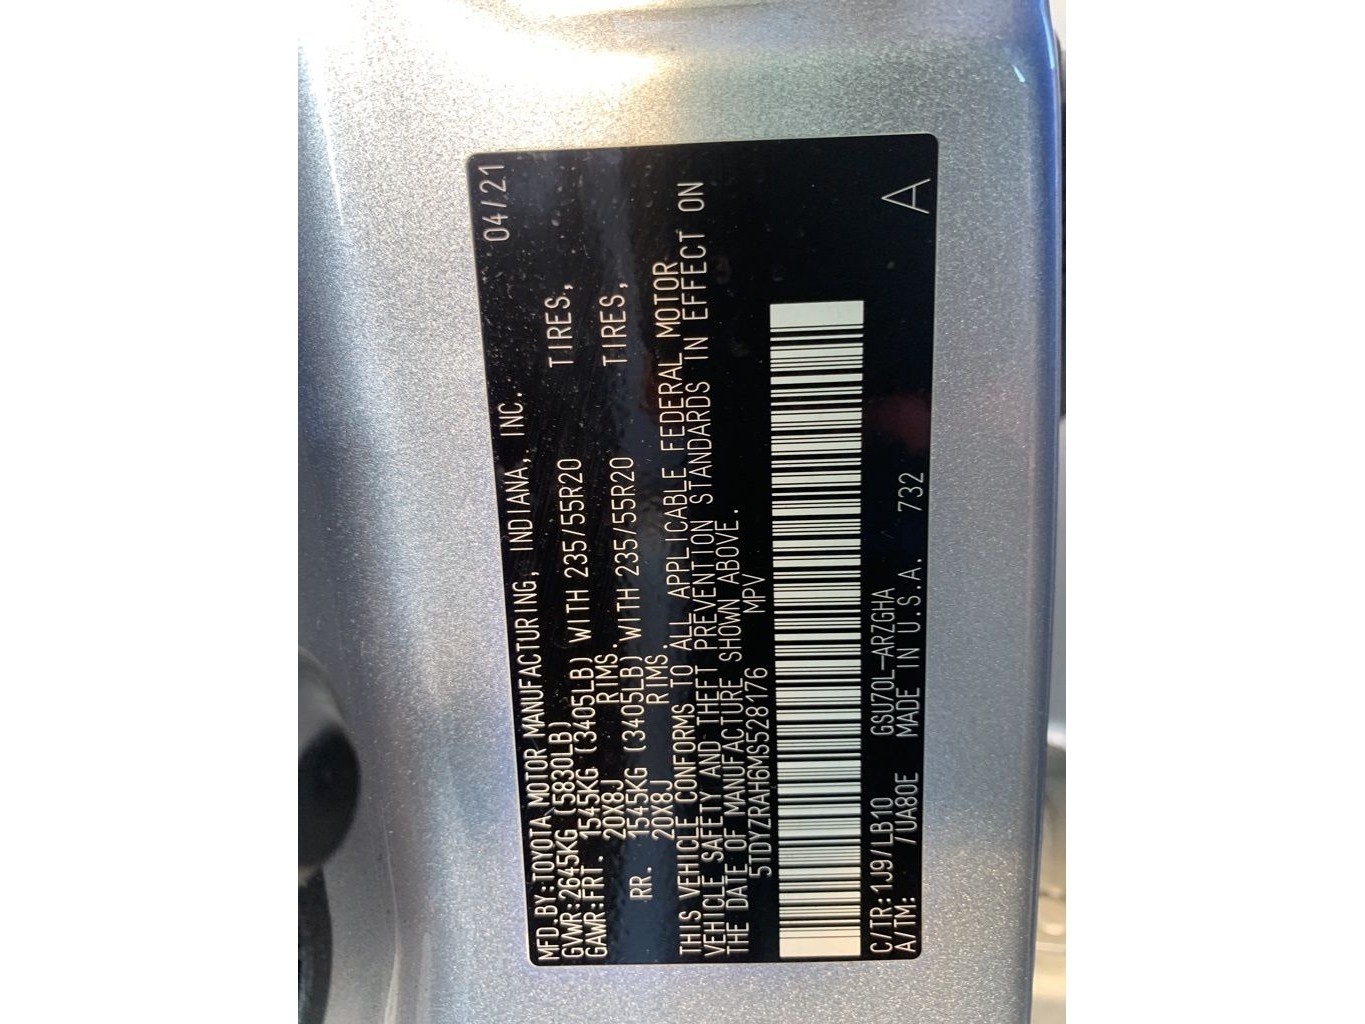 MFD.BY:TOYOTA MOTOR MANUFACTURING, INDIANA, INC. 04/21
GVWR:2645KG (5830LB)
GAWR:FRT. 1545KG (3405LB) WITH 235/55R20 TIRES,
20X8J RIMS.
RR. 1545KG (3405LB) WITH 235/55R20 TIRES,
20X8J RIMS.
THIS VEHICLE CONFORMS TO ALL APPLICABLE FEDERAL MOTOR
VEHICLE SAFETY AND THEFT PREVENTION STANDARDS IN EFFECT ON
THE DATE OF MANUFACTURE SHOWN ABOVE.
5TDYZRAH6MS528176 MPV
C/TR:1J9/LB10 GSU70L-ARZGHA
A/TM: /UA80E MADE IN U.S.A. 732 A